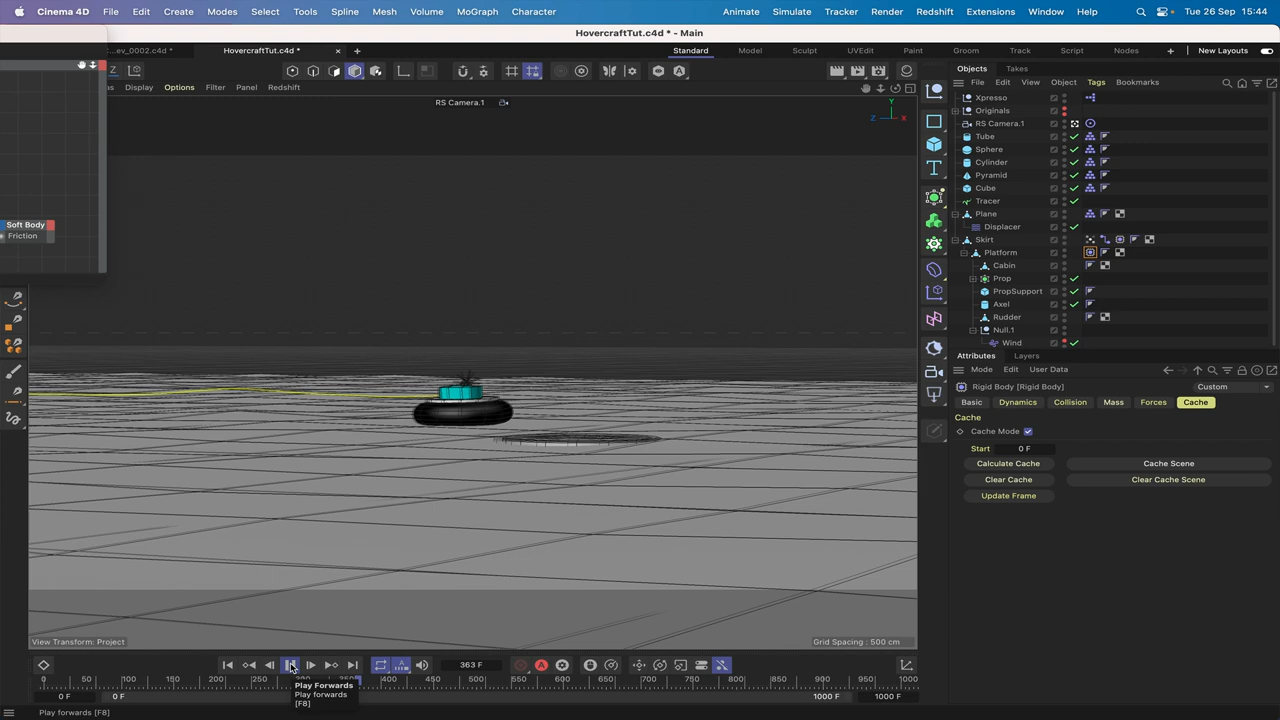 Cinema 4D File Edit Create Modes Select Tools Spline Mesh Volume MoGraph Character Animate Simulate Tracker Render Redshift Extensions Window Help Tue 26 Sep 15:44
HovercraftTut.c4d * - Main
...ev_0002.c4d * HovercraftTut.c4d * Standard Model Sculpt UVEdit Paint Groom Track Script Nodes New Layouts
Objects Takes
Display Options Filter Panel Redshift
File Edit View Object Tags Bookmarks
RS Camera.1
Y
Z X
Xpresso
Originals
RS Camera.1
Tube
Sphere
Cylinder
Pyramid
Cube
Tracer
Plane
Displacer
Skirt
Platform
Cabin
Prop
PropSupport
Axel
Rudder
Null.1
Wind
Soft Body
Friction
Attributes Layers
Mode Edit User Data
Rigid Body [Rigid Body] Custom
Basic Dynamics Collision Mass Forces Cache
Cache
Cache Mode
Start 0 F
Calculate Cache Cache Scene
Clear Cache Clear Cache Scene
Update Frame
View Transform: Project Grid Spacing : 500 cm
363 F
0 50 100 150 200 250 300 400 450 500 550 600 650 700 750 800 850 900 950 1000
0 F 0 F 1000 F 1000 F
Play Forwards
Play forwards
[F8]
Play forwards [F8]